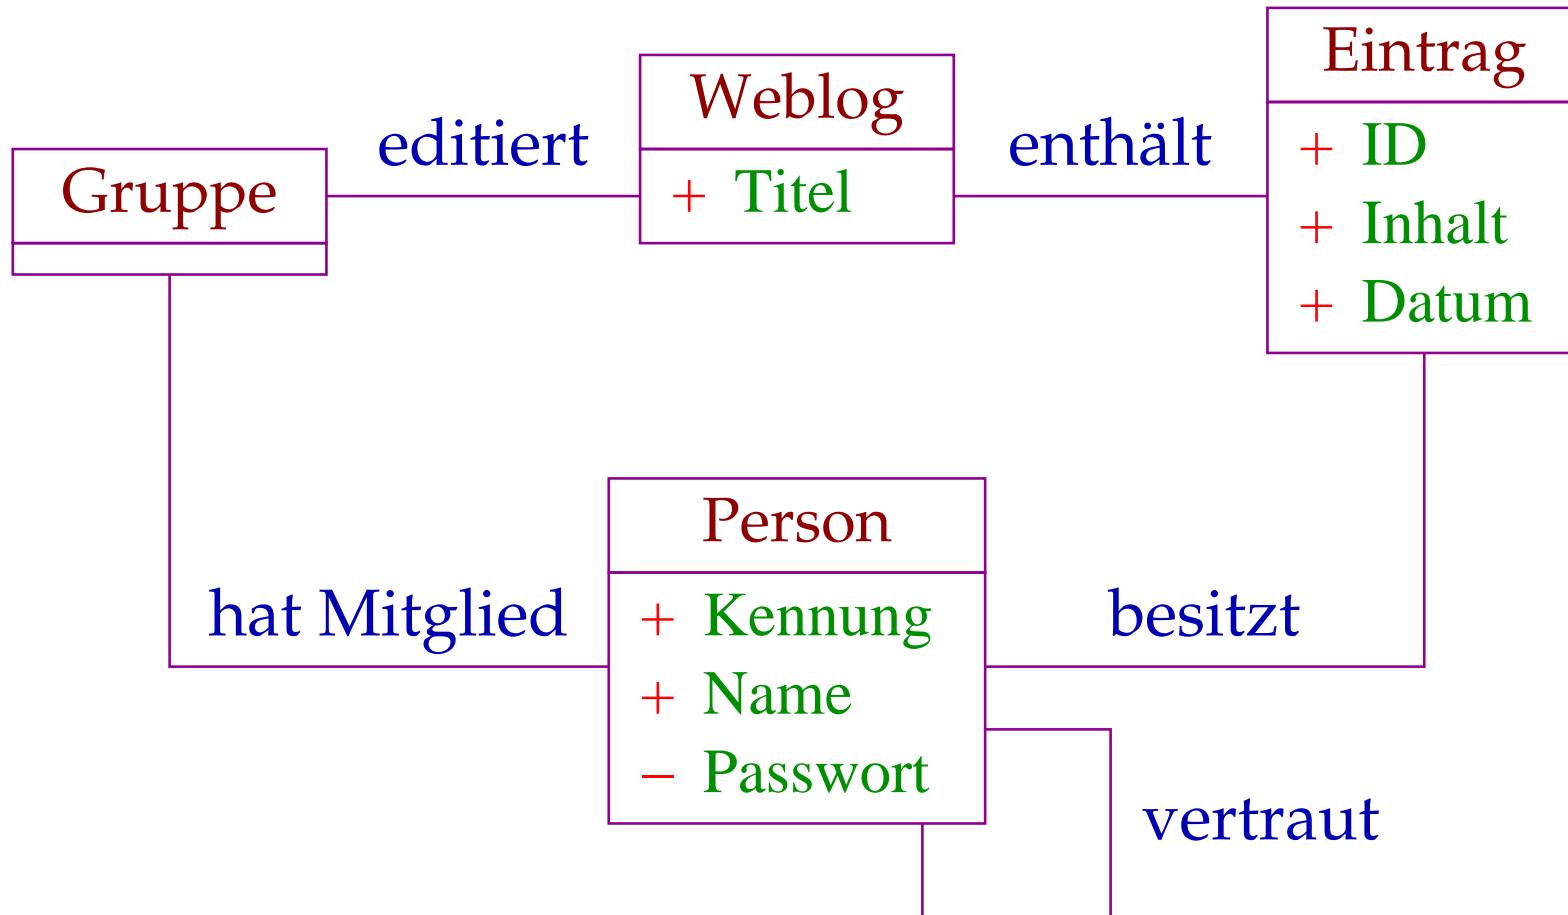 Eintrag
Weblog
editiert
enthält
+ ID
Gruppe
+ Titel
+ Inhalt
+ Datum
Person
hat Mitglied
+ Kennung
besitzt
+ Name
− Passwort
vertraut